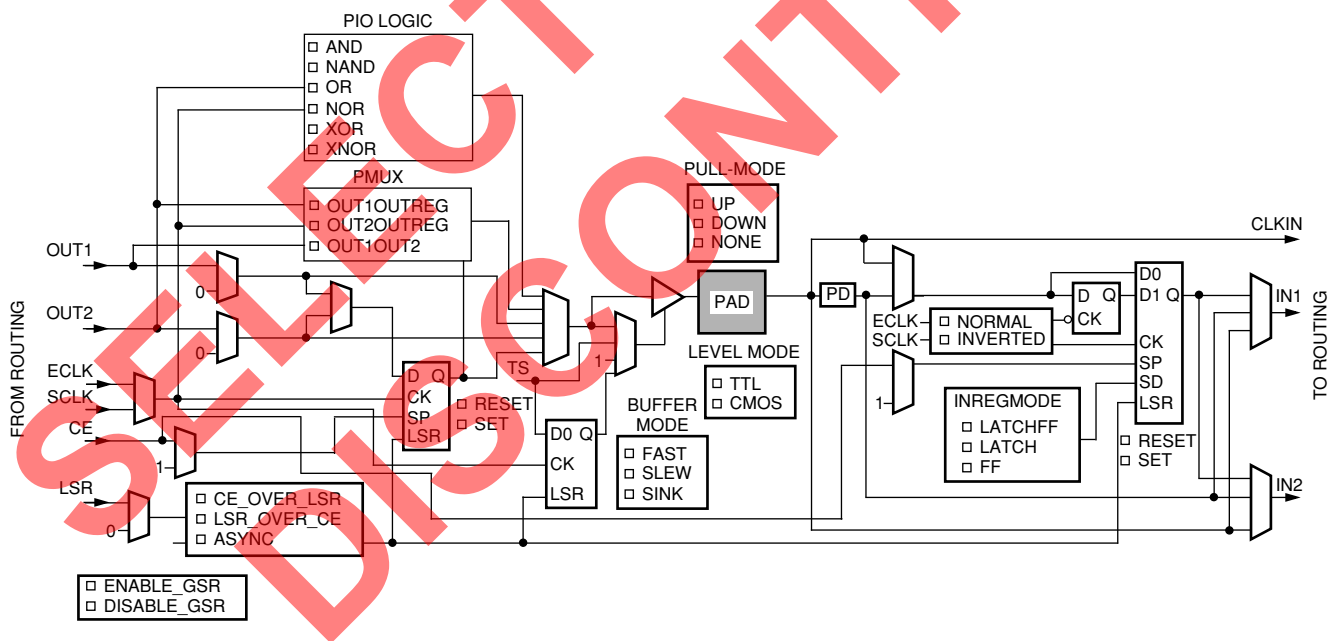 PIO LOGIC
AND
NAND
OR
NOR
XOR
XNOR
PMUX
OUT1OUTREG
OUT2OUTREG
OUT1OUT2
PULL-MODE
UP
DOWN
NONE
CLKIN
OUT1
0
OUT2
0
PAD
PD
D0
D1 Q
CK
SP
SD
LSR
D Q
CK
IN1
ECLK
SCLK
NORMAL
INVERTED
LEVEL MODE
TTL
CMOS
1
TS
1
ECLK
SCLK
CE
1
D Q
CK
SP
LSR
RESET
SET
BUFFER
MODE
FAST
SLEW
SINK
D0 Q
CK
LSR
INREGMODE
LATCHFF
LATCH
FF
RESET
SET
IN2
LSR
0
CE_OVER_LSR
LSR_OVER_CE
ASYNC
ENABLE_GSR
DISABLE_GSR
FROM ROUTING
TO ROUTING
SELECT
DISCONT